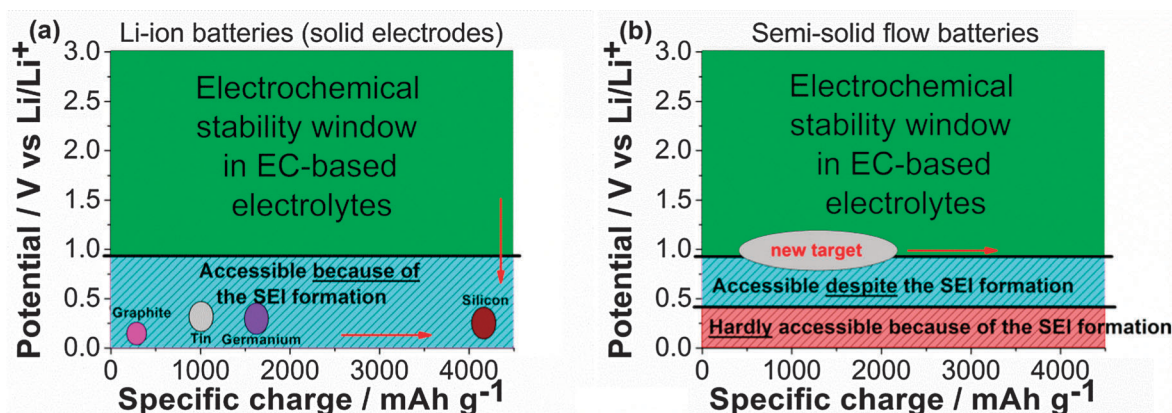 (a) Li-ion batteries (solid electrodes)
Potential / V vs Li/Li+
3.0
2.5
2.0
1.5
1.0
0.5
0.0
Electrochemical
stability window
in EC-based
electrolytes
Accessible because of
the SEI formation
Graphite
Tin
Germanium
Silicon
0 1000 2000 3000 4000
Specific charge / mAh g-1
(b) Semi-solid flow batteries
Potential / V vs Li/Li+
3.0
2.5
2.0
1.5
1.0
0.5
0.0
Electrochemical
stability window
in EC-based
electrolytes
new target
Accessible despite the SEI formation
Hardly accessible because of the SEI formation
0 1000 2000 3000 4000
Specific charge / mAh g-1